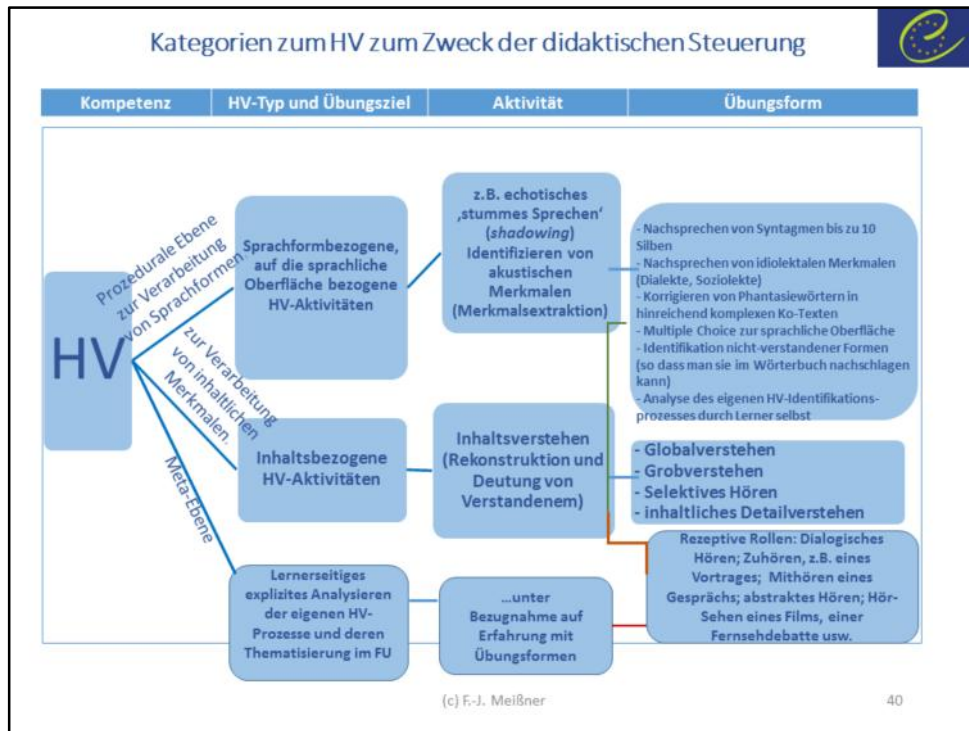 Kategorien zum HV zum Zweck der didaktischen Steuerung
Kompetenz
HV-Typ und Übungsziel
Aktivität
Übungsform
HV
Prozedurale Ebene
zur Verarbeitung
von Sprachformen.
zur Verarbeitung
von inhaltlichen
Merkmalen.
Meta-Ebene
Sprachformbezogene,
auf die sprachliche
Oberfläche bezogene
HV-Aktivitäten
z.B. echotisches
‚stummes Sprechen‘
(shadowing)
Identifizieren von
akustischen
Merkmalen
(Merkmalsextraktion)
- Nachsprechen von Syntagmen bis zu 10
Silben
- Nachsprechen von idiolektalen Merkmalen
(Dialekte, Soziolekte)
- Korrigieren von Phantasiewörtern in
hinreichend komplexen Ko-Texten
- Multiple Choice zur sprachliche Oberfläche
- Identifikation nicht-verstandener Formen
(so dass man sie im Wörterbuch nachschlagen
kann)
- Analyse des eigenen HV-Identifikations-
prozesses durch Lerner selbst
Inhaltsbezogene
HV-Aktivitäten
Inhaltsverstehen
(Rekonstruktion und
Deutung von
Verstandenem)
- Globalverstehen
- Grobverstehen
- Selektives Hören
- inhaltliches Detailverstehen
Lernerseitiges
explizites Analysieren
der eigenen HV-
Prozesse und deren
Thematisierung im FU
...unter
Bezugnahme auf
Erfahrung mit
Übungsformen
Rezeptive Rollen: Dialogisches
Hören; Zuhören, z.B. eines
Vortrages; Mithören eines
Gesprächs; abstraktes Hören; Hör-
Sehen eines Films, einer
Fernsehdebatte usw.
(c) F.-J. Meißner
40